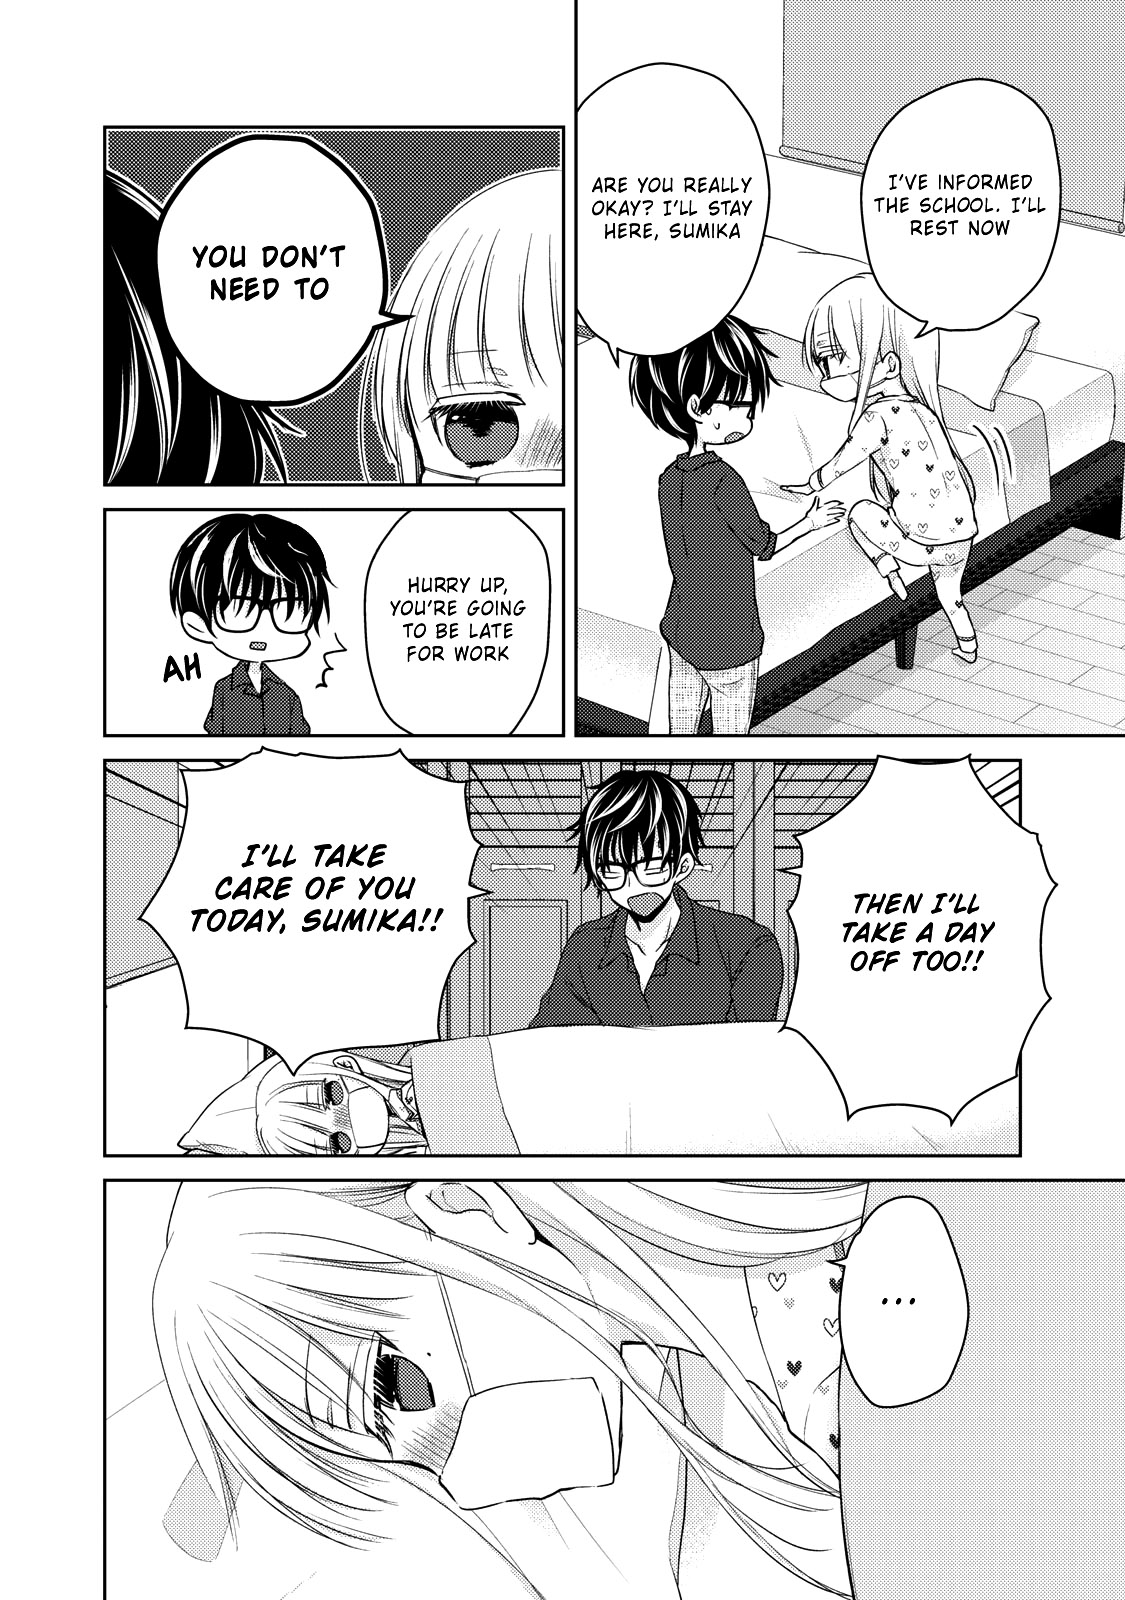 I'VE INFORMED
THE SCHOOL. I'LL
REST NOW
ARE YOU REALLY
OKAY? I'LL STAY
HERE, SUMIKA
YOU DON'T
NEED TO
HURRY UP,
YOU'RE GOING
TO BE LATE
FOR WORK
AH
THEN I'LL
TAKE A DAY
OFF TOO!!
I'LL TAKE
CARE OF YOU
TODAY, SUMIKA!!
...